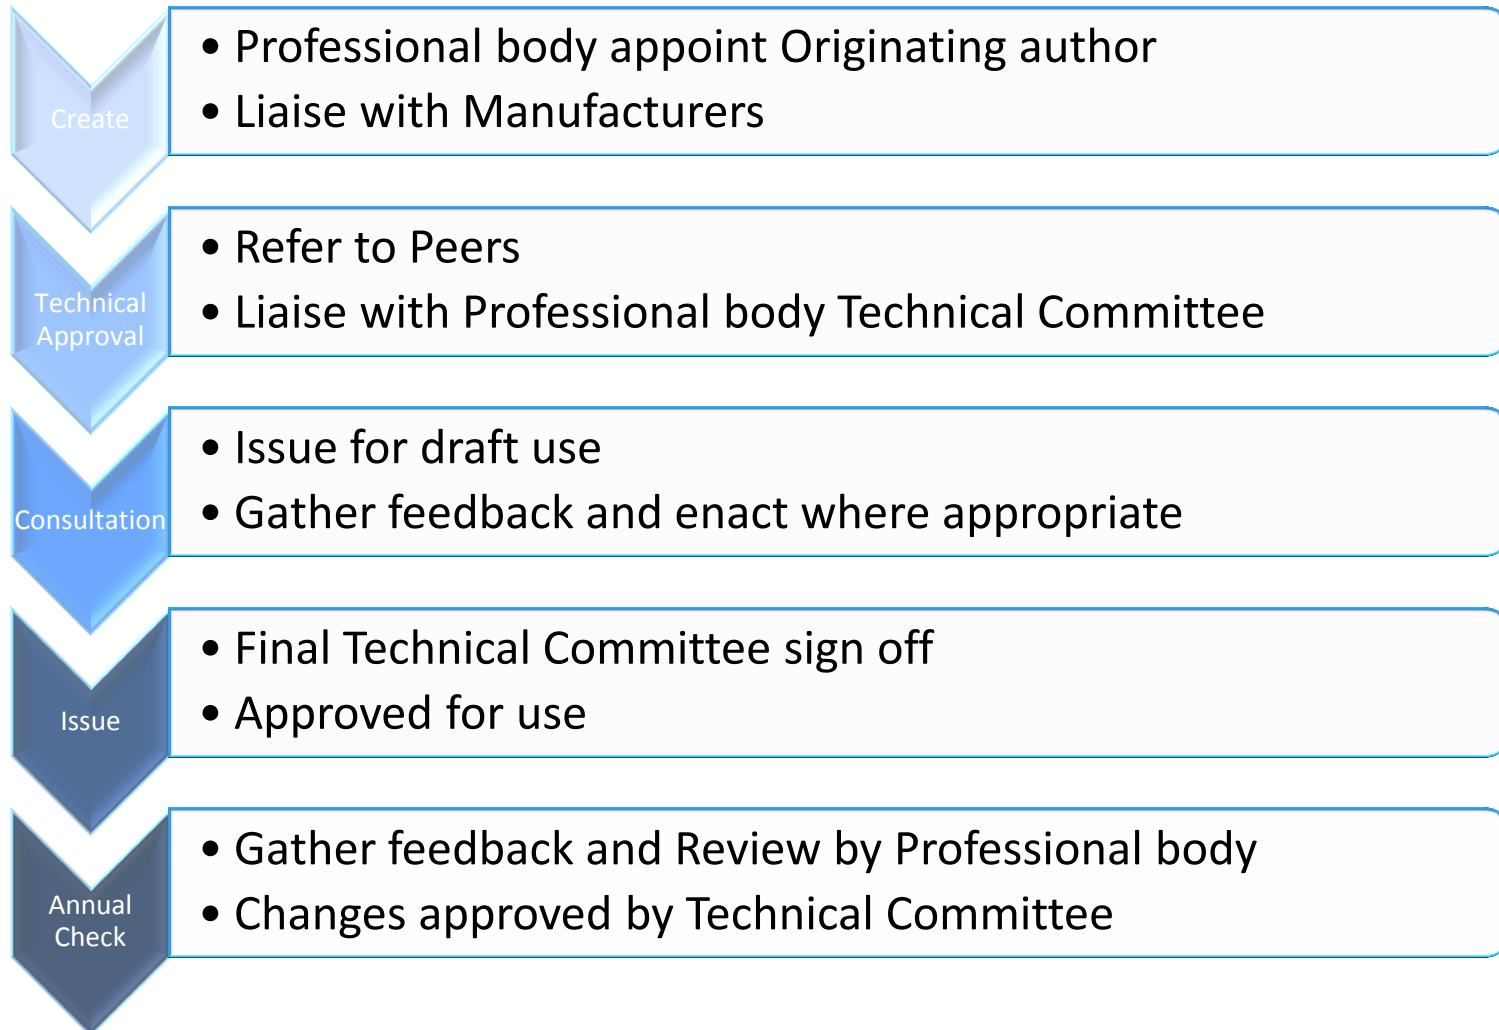 Create
• Professional body appoint Originating author
• Liaise with Manufacturers
Technical
Approval
• Refer to Peers
• Liaise with Professional body Technical Committee
Consultation
• Issue for draft use
• Gather feedback and enact where appropriate
Issue
• Final Technical Committee sign off
• Approved for use
Annual
Check
• Gather feedback and Review by Professional body
• Changes approved by Technical Committee